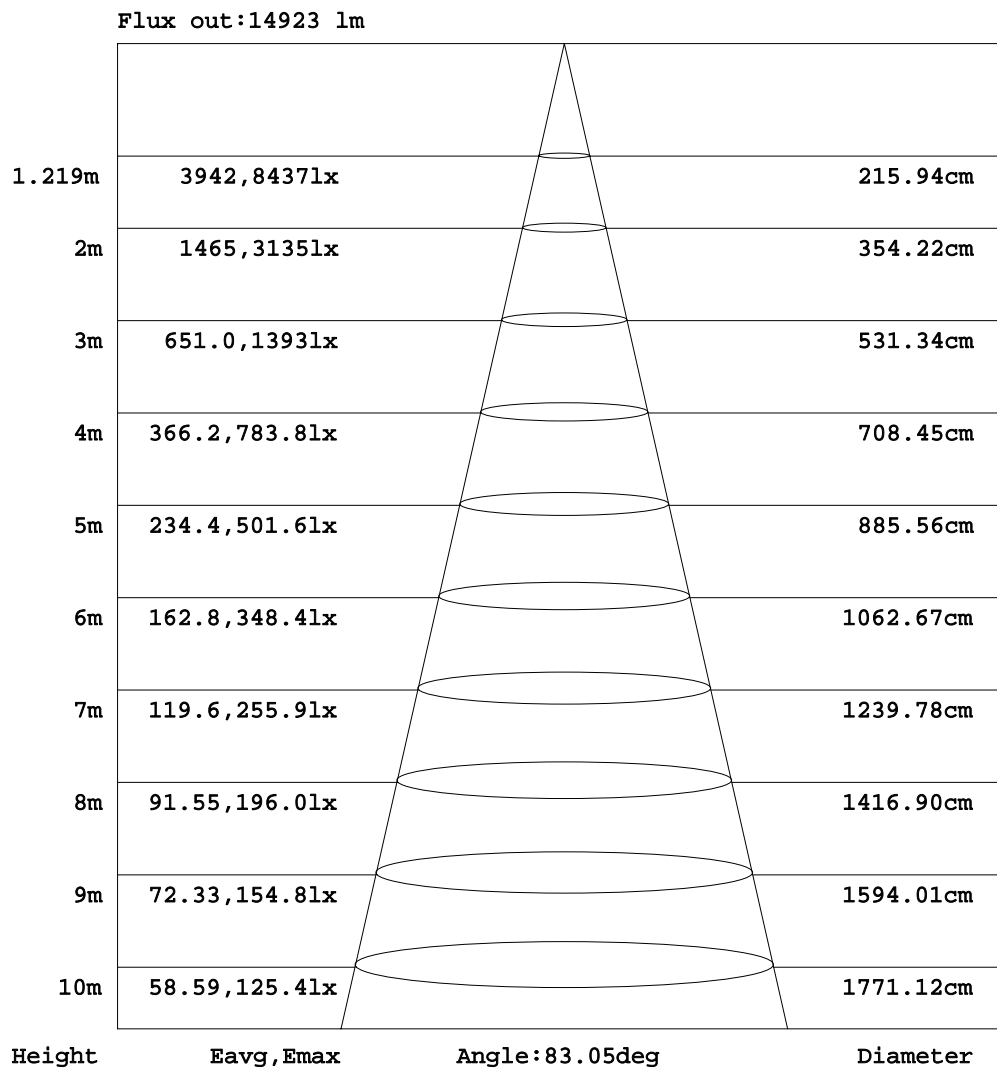 Flux out:14923 lm
1.219m 3942,8437lx 215.94cm
2m 1465,3135lx 354.22cm
3m 651.0,1393lx 531.34cm
4m 366.2,783.8lx 708.45cm
5m 234.4,501.6lx 885.56cm
6m 162.8,348.4lx 1062.67cm
7m 119.6,255.9lx 1239.78cm
8m 91.55,196.0lx 1416.90cm
9m 72.33,154.8lx 1594.01cm
10m 58.59,125.4lx 1771.12cm
Height Eavg,Emax Angle:83.05deg Diameter